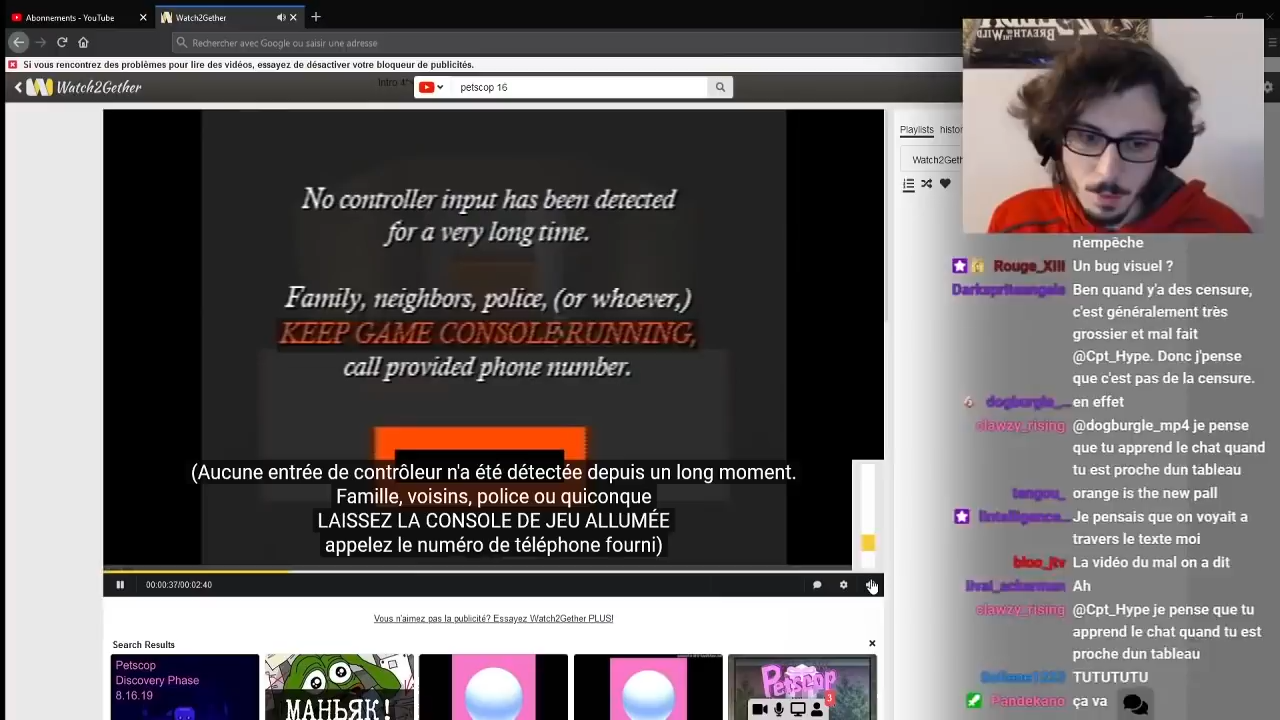 Abonnements - YouTube
Watch2Gether
Rechercher avec Google ou saisir une adresse
Si vous rencontrez des problèmes pour lire des vidéos, essayez de désactiver votre bloqueur de publicités.
Watch2Gether
petscop 16
Playlists
No controller input has been detected
for a very long time.
Family, neighbors, police, (or whoever,)
KEEP GAME CONSOLE RUNNING,
call provided phone number.
(Aucune entrée de contrôleur n'a été détectée depuis un long moment.
Famille, voisins, police ou quiconque
LAISSEZ LA CONSOLE DE JEU ALLUMÉE
appelez le numéro de téléphone fourni)
00:00:37/00:02:40
Vous n'aimez pas la publicité? Essayez Watch2Gether PLUS!
Search Results
Petscop
Discovery Phase
8.16.19
МАНЬЯК!
Petscop
3
BREATH OF THE WILD
n'empêche
Rouge_XIII Un bug visuel ?
Ben quand y'a des censure,
c'est généralement très
grossier et mal fait
@Cpt_Hype. Donc j'pense
que c'est pas de la censure.
en effet
clawzy_rising @dogburgle_mp4 je pense
que tu apprend le chat quand
tu est proche dun tableau
tengou_ orange is the new pall
Je pensais que on voyait a
travers le texte moi
La vidéo du mal on a dit
Ah
clawzy_rising @Cpt_Hype je pense que tu
apprend le chat quand tu est
proche dun tableau
TUTUTUTU
Pandekano ça va